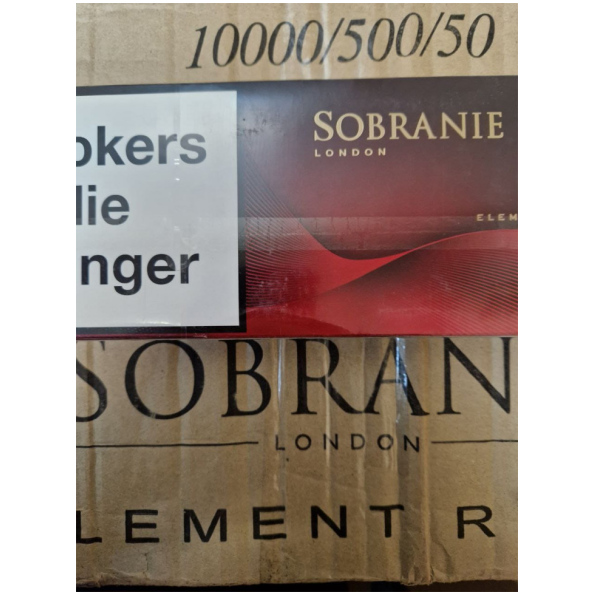 10000/500/50
okers
lie
nger
SOBRANIE
LONDON
ELEM
SOBRAN
LONDON
LEMENT R